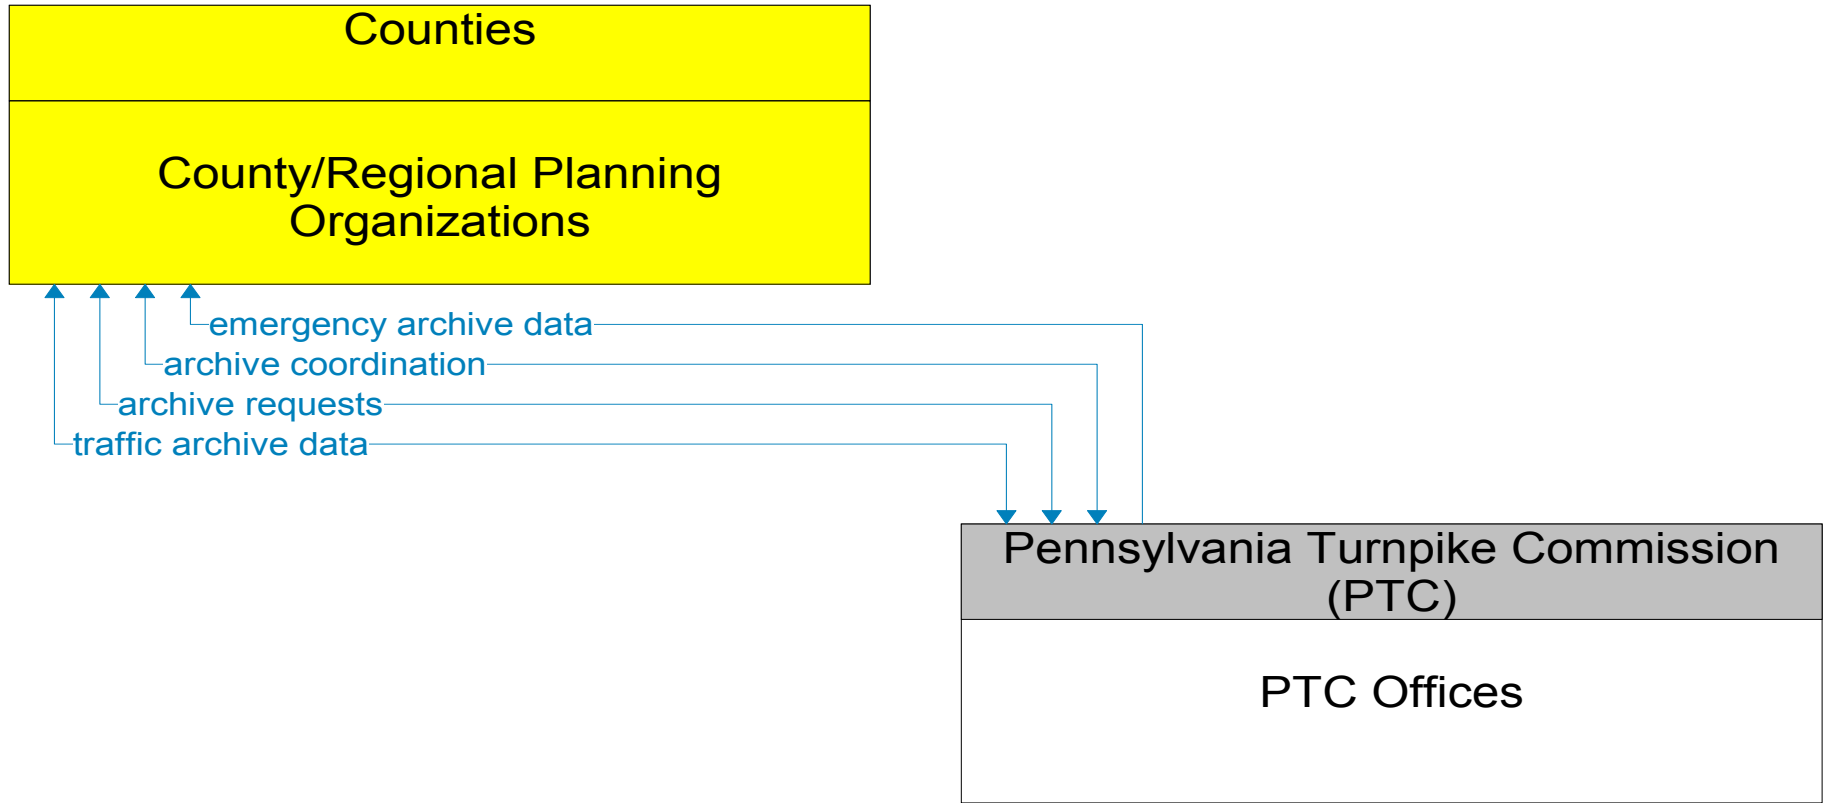 Counties
County/Regional Planning
Organizations
emergency archive data
archive coordination
archive requests
traffic archive data
Pennsylvania Turnpike Commission
(PTC)
PTC Offices